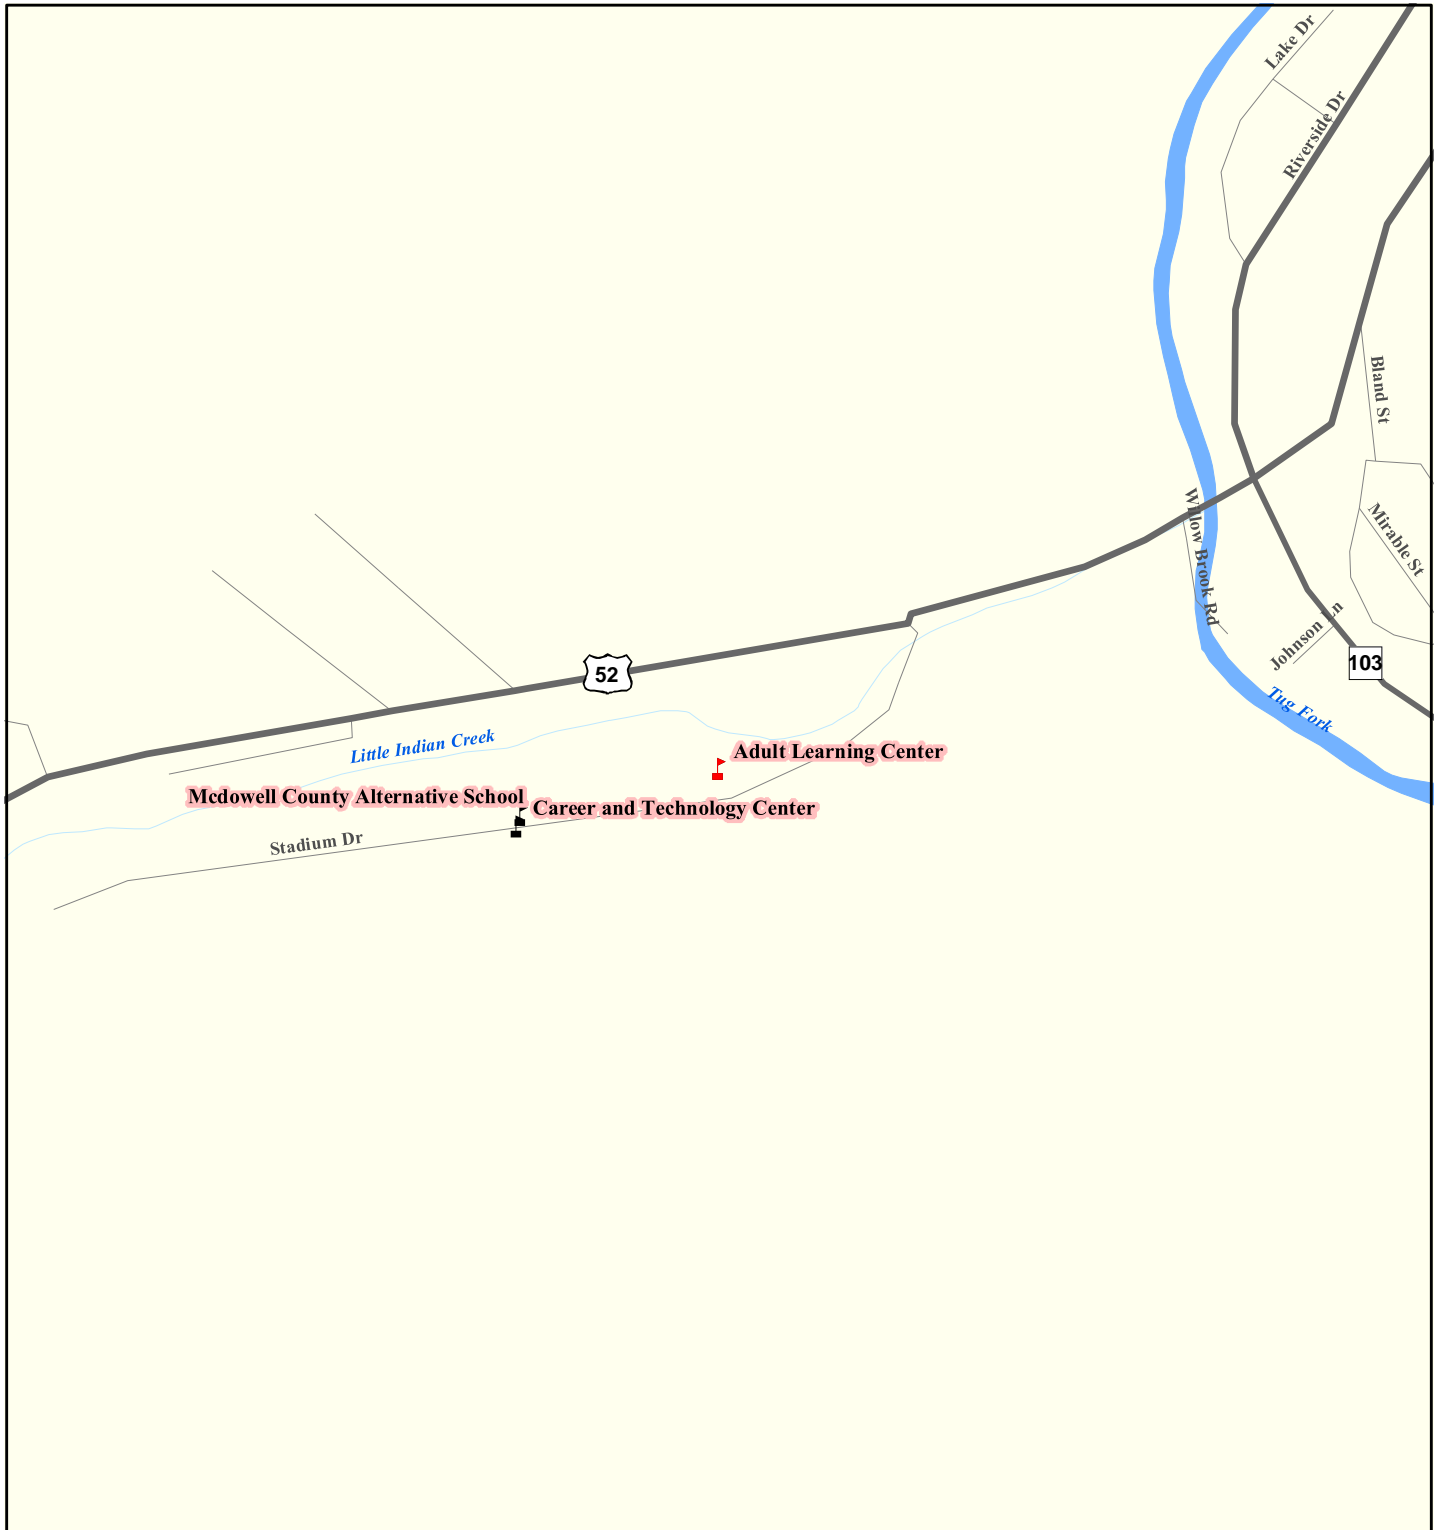 Lake Dr
Riverside Dr
Bland St
Willow Brook Rd
Mirable St
Johnson Ln
103
52
Tug Fork
Little Indian Creek
Adult Learning Center
Mcdowell County Alternative School
Career and Technology Center
Stadium Dr